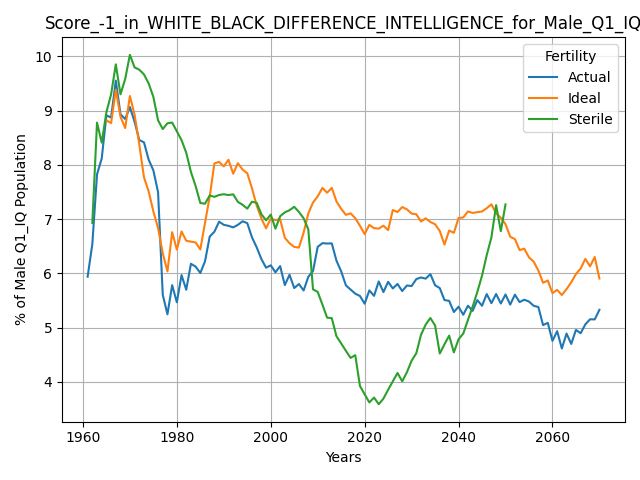 Score_-1_in_WHITE_BLACK_DIFFERENCE_INTELLIGENCE_for_Male_Q1_IQ
% of Male Q1_IQ Population
10
9
8
7
6
5
4
Fertility
Actual
Ideal
Sterile
1960 1980 2000 2020 2040 2060
Years